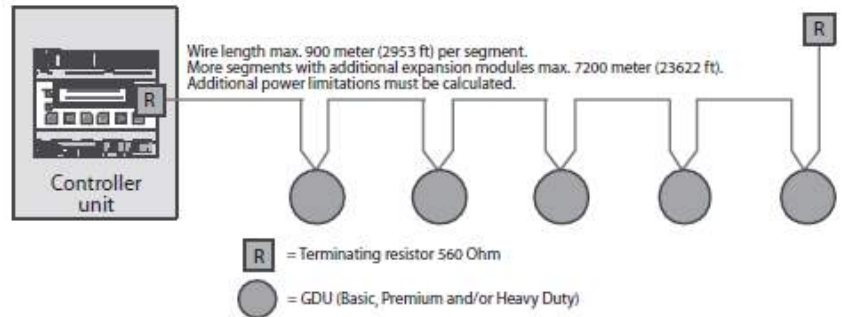 R
Wire length max. 900 meter (2953 ft) per segment.
More segments with additional expansion modules max. 7200 meter (23622 ft).
Additional power limitations must be calculated.
R
Controller
unit
R = Terminating resistor 560 Ohm
= GDU (Basic, Premium and/or Heavy Duty)